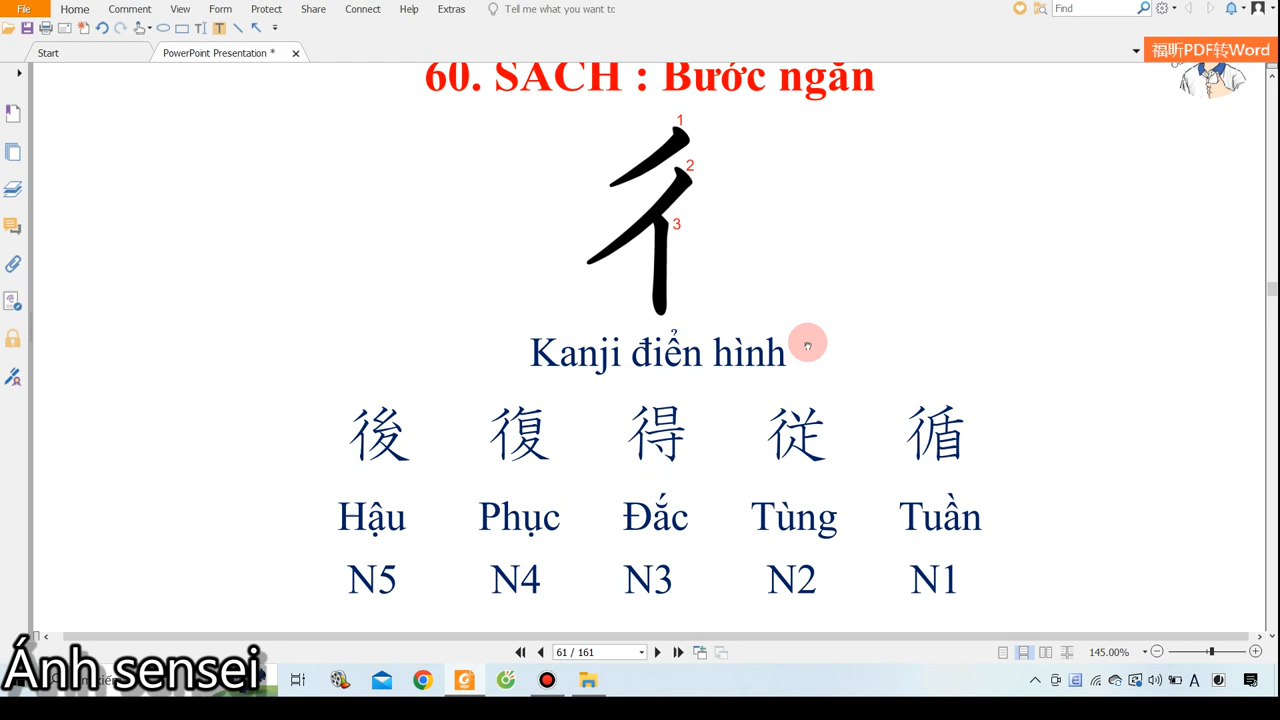 File Home Comment View Form Protect Share Connect Help Extras Tell me what you want to Find
Start PowerPoint Presentation * 福昕PDF转Word
60. SÁCH : Bước ngắn
1
2
3
彳
Kanji điển hình
後 復 得 従 循
Hậu Phục Đắc Tùng Tuần
N5 N4 N3 N2 N1
61 / 161 145.00%
Ánh sensei